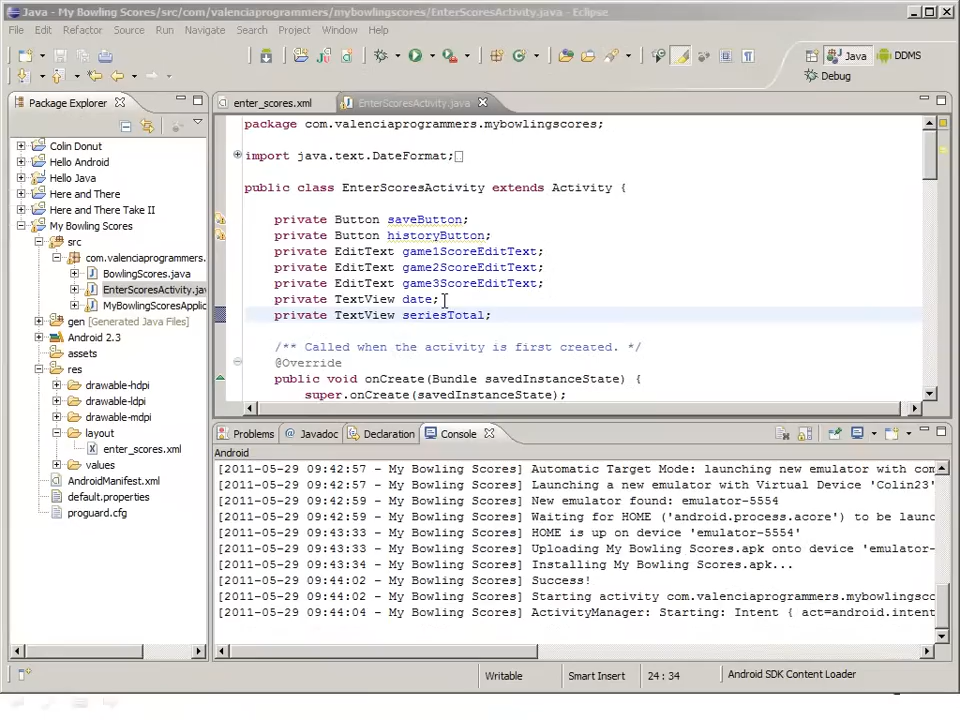 Java - My Bowling Scores/src/com/valenciaprogrammers/mybowlingscores/EnterScoresActivity.java - Eclipse
File Edit Refactor Source Run Navigate Search Project Window Help
Java DDMS
Debug
Package Explorer
Colin Donut
Hello Android
Hello Java
Here and There
Here and There Take II
My Bowling Scores
src
com.valenciaprogrammers.
BowlingScores.java
EnterScoresActivity.jav
MyBowlingScoresApplic
gen [Generated Java Files]
Android 2.3
assets
res
drawable-hdpi
drawable-ldpi
drawable-mdpi
layout
enter_scores.xml
values
AndroidManifest.xml
default.properties
proguard.cfg
enter_scores.xml EnterScoresActivity.java
package com.valenciaprogrammers.mybowlingscores;
import java.text.DateFormat;
public class EnterScoresActivity extends Activity {
private Button saveButton;
private Button historyButton;
private EditText game1ScoreEditText;
private EditText game2ScoreEditText;
private EditText game3ScoreEditText;
private TextView date;
private TextView seriesTotal;
/** Called when the activity is first created. */
@Override
public void onCreate(Bundle savedInstanceState) {
super.onCreate(savedInstanceState);
Problems Javadoc Declaration Console
Android
[2011-05-29 09:42:57 - My Bowling Scores] Automatic Target Mode: launching new emulator with com
[2011-05-29 09:42:57 - My Bowling Scores] Launching a new emulator with Virtual Device 'Colin23'
[2011-05-29 09:42:59 - My Bowling Scores] New emulator found: emulator-5554
[2011-05-29 09:42:59 - My Bowling Scores] Waiting for HOME ('android.process.acore') to be launc
[2011-05-29 09:43:33 - My Bowling Scores] HOME is up on device 'emulator-5554'
[2011-05-29 09:43:33 - My Bowling Scores] Uploading My Bowling Scores.apk onto device 'emulator-
[2011-05-29 09:43:34 - My Bowling Scores] Installing My Bowling Scores.apk...
[2011-05-29 09:44:02 - My Bowling Scores] Success!
[2011-05-29 09:44:02 - My Bowling Scores] Starting activity com.valenciaprogrammers.mybowlingsco
[2011-05-29 09:44:04 - My Bowling Scores] ActivityManager: Starting: Intent { act=android.intent
Writable Smart Insert 24 : 34 Android SDK Content Loader